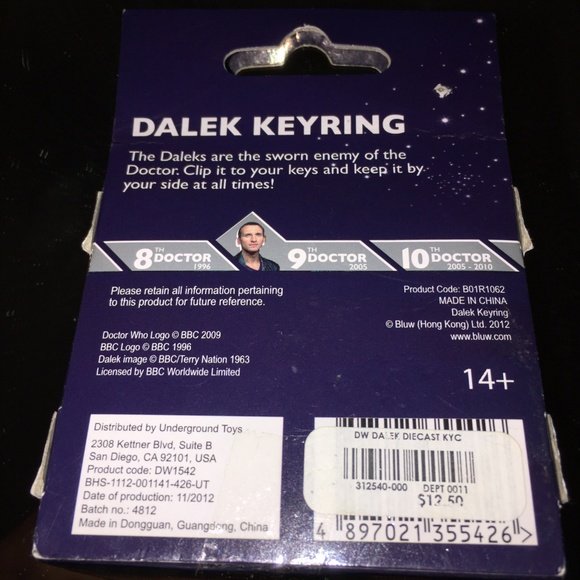 DALEK KEYRING
The Daleks are the sworn enemy of the
Doctor. Clip it to your keys and keep it by
your side at all times!
8TH DOCTOR 1996
9TH DOCTOR 2005
10TH DOCTOR 2005 - 2010
Please retain all information pertaining
to this product for future reference.
Product Code: B01R1062
MADE IN CHINA
Dalek Keyring
© Bluw (Hong Kong) Ltd. 2012
www.bluw.com
Doctor Who Logo © BBC 2009
BBC Logo © BBC 1996
Dalek image © BBC/Terry Nation 1963
Licensed by BBC Worldwide Limited
14+
Distributed by Underground Toys
2308 Kettner Blvd, Suite B
San Diego, CA 92101, USA
Product code: DW1542
BHS-1112-001141-426-UT
Date of production: 11/2012
Batch no.: 4812
Made in Dongguan, Guangdong, China
DW DALEK DIECAST KYC
312540-000 DEPT 0011
$12.50
4 897021 355426 >